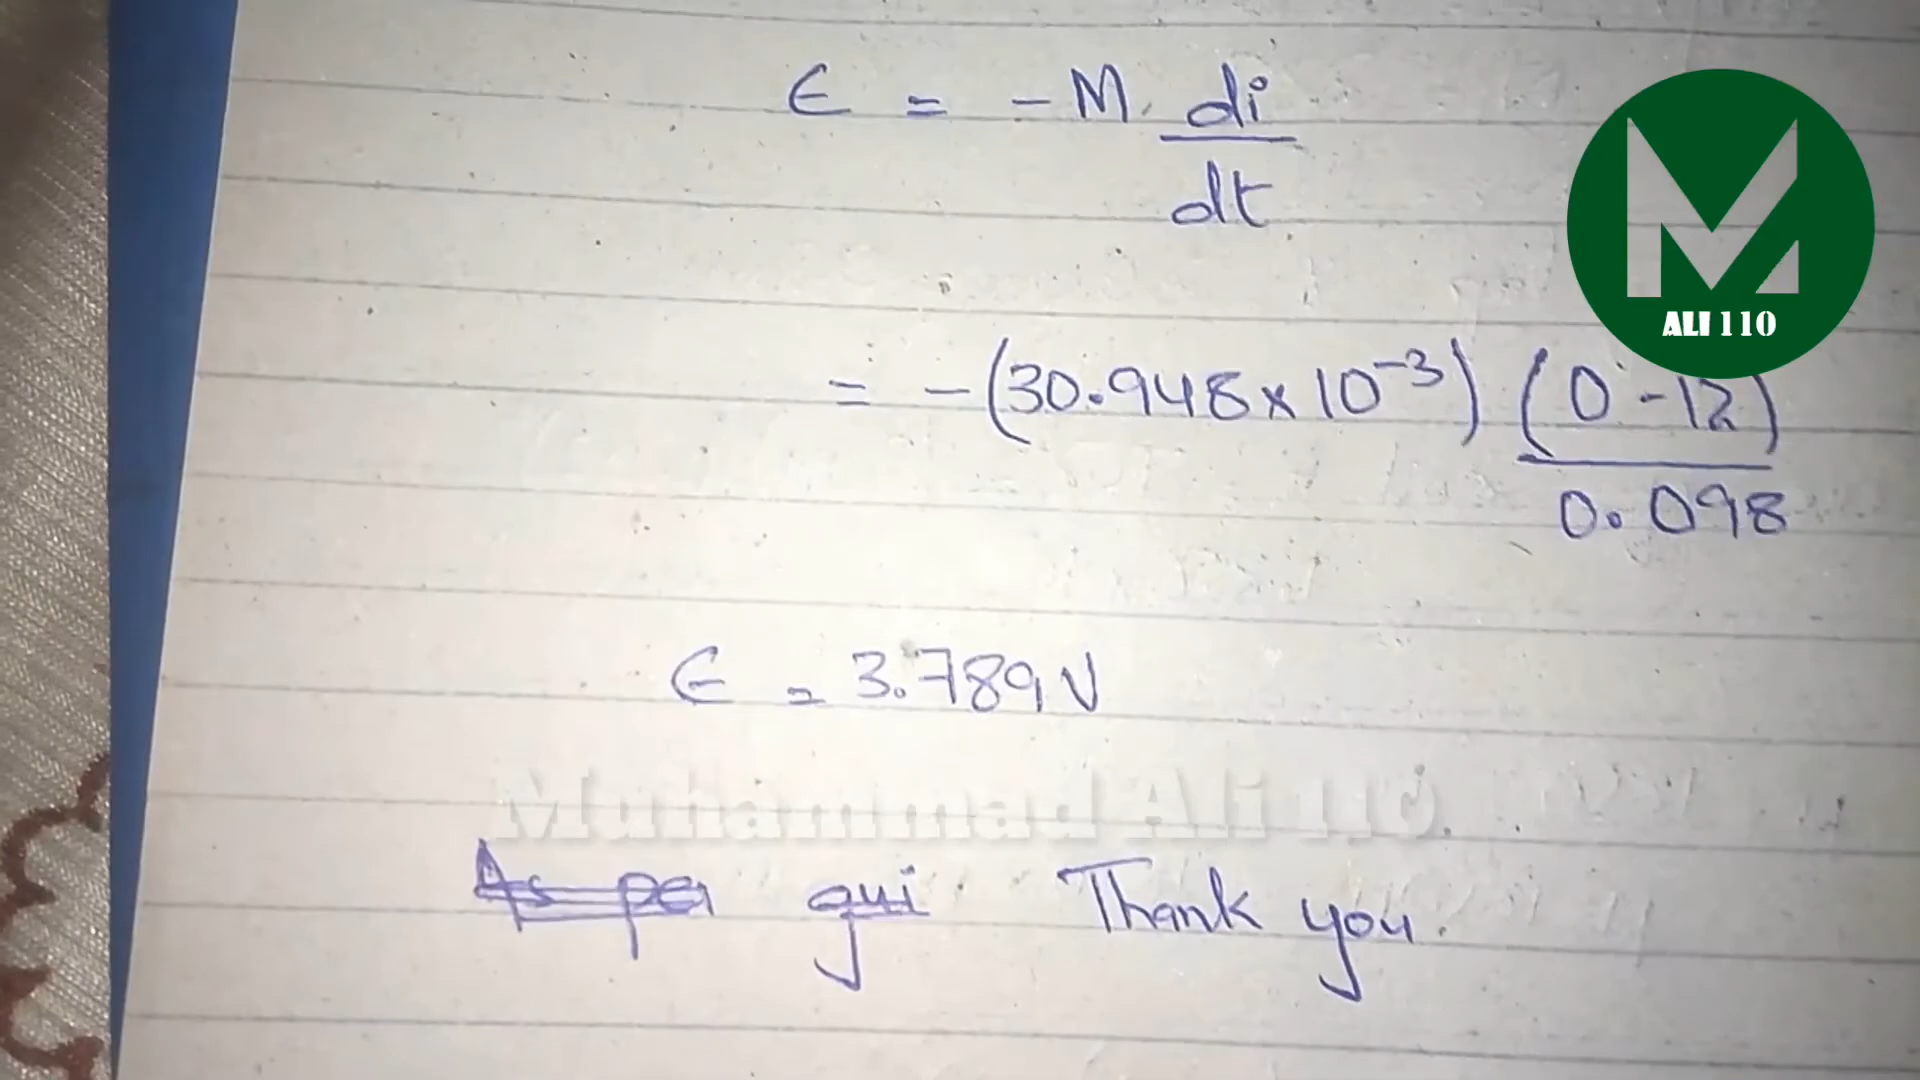 ε = - M di
dt
M
ALI 110
= -(30.948 × 10⁻³) (0 - 12)
0.098
ε = 3.789 V
Muhammad Ali 110
As per qui Thank you.